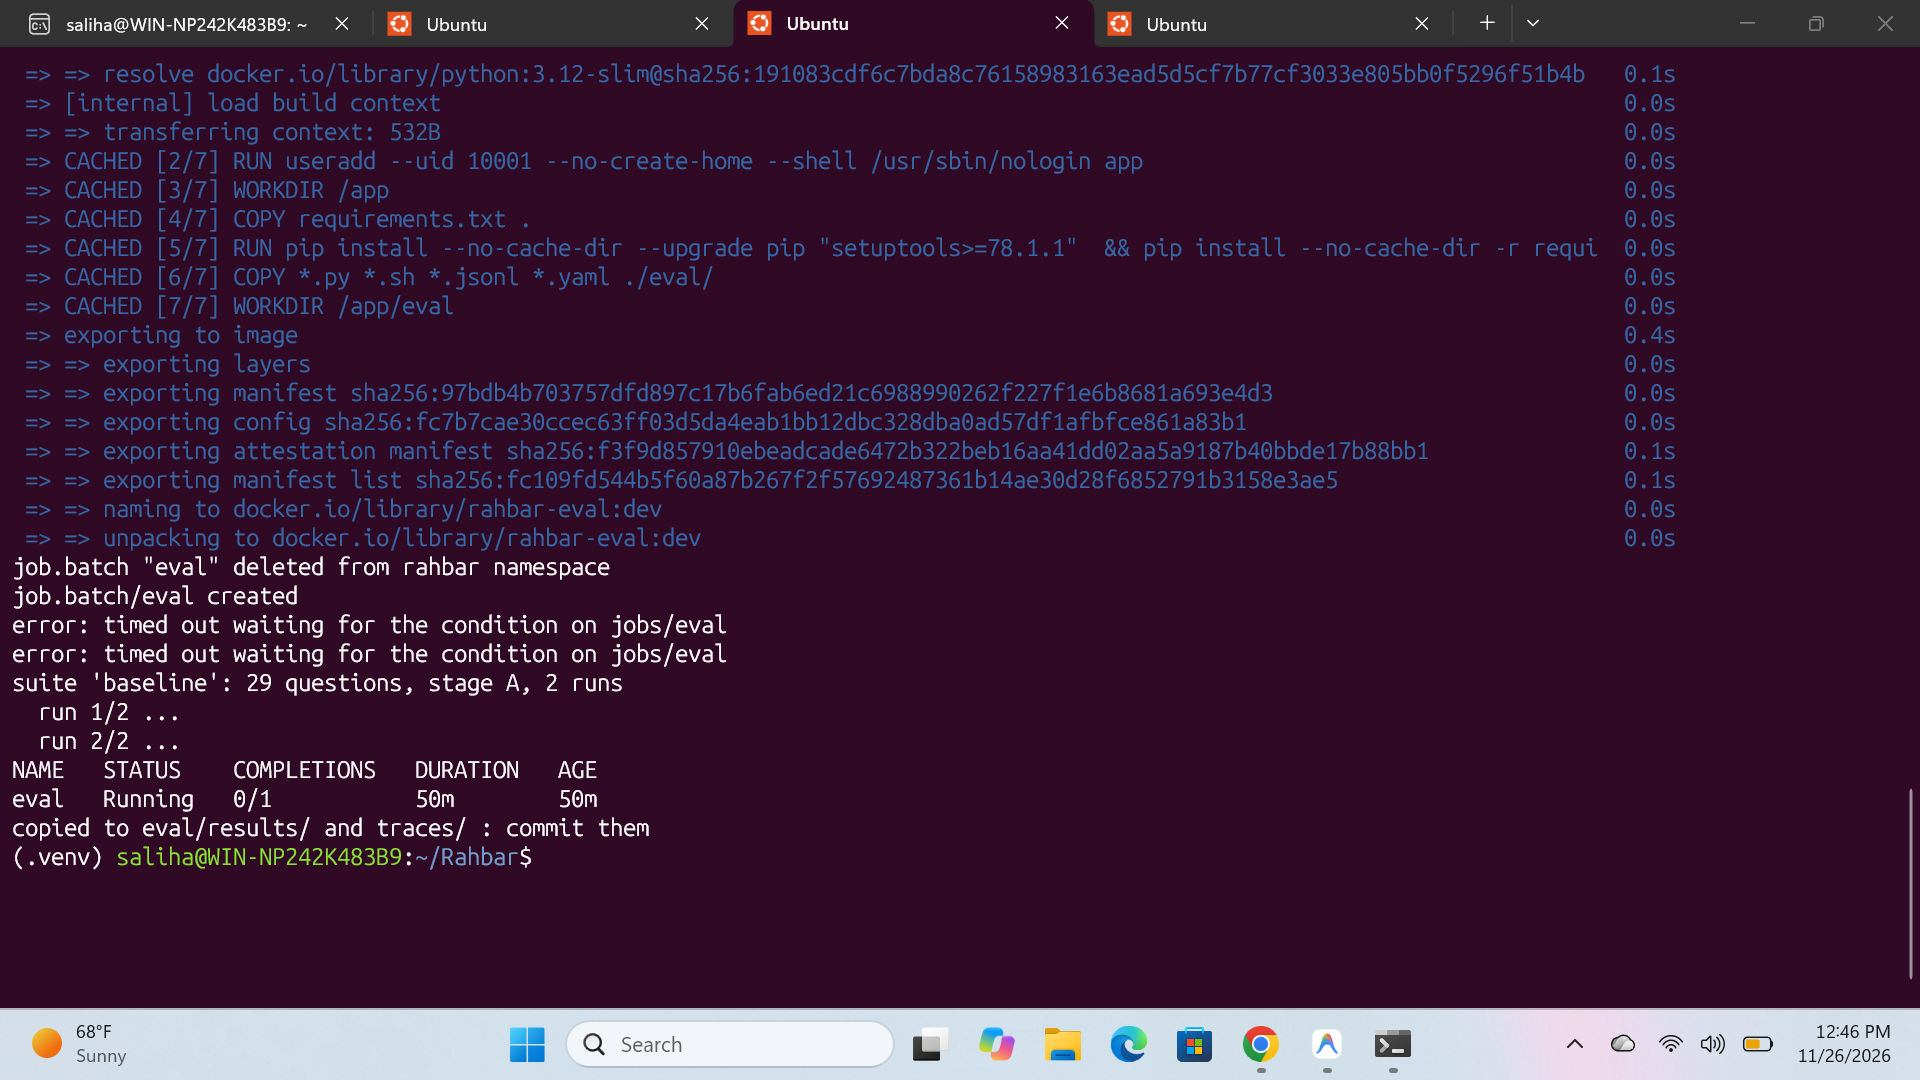 saliha@WIN-NP242K483B9: ~
Ubuntu
Ubuntu
Ubuntu
=> => resolve docker.io/library/python:3.12-slim@sha256:191083cdf6c7bda8c76158983163ead5d5cf7b77cf3033e805bb0f5296f51b4b 0.1s
=> [internal] load build context 0.0s
=> => transferring context: 532B 0.0s
=> CACHED [2/7] RUN useradd --uid 10001 --no-create-home --shell /usr/sbin/nologin app 0.0s
=> CACHED [3/7] WORKDIR /app 0.0s
=> CACHED [4/7] COPY requirements.txt . 0.0s
=> CACHED [5/7] RUN pip install --no-cache-dir --upgrade pip "setuptools>=78.1.1"  && pip install --no-cache-dir -r requi 0.0s
=> CACHED [6/7] COPY *.py *.sh *.jsonl *.yaml ./eval/ 0.0s
=> CACHED [7/7] WORKDIR /app/eval 0.0s
=> exporting to image 0.4s
=> => exporting layers 0.0s
=> => exporting manifest sha256:97bdb4b703757dfd897c17b6fab6ed21c6988990262f227f1e6b8681a693e4d3 0.0s
=> => exporting config sha256:fc7b7cae30ccec63ff03d5da4eab1bb12dbc328dba0ad57df1afbfce861a83b1 0.0s
=> => exporting attestation manifest sha256:f3f9d857910ebeadcade6472b322beb16aa41dd02aa5a9187b40bbde17b88bb1 0.1s
=> => exporting manifest list sha256:fc109fd544b5f60a87b267f2f57692487361b14ae30d28f6852791b3158e3ae5 0.1s
=> => naming to docker.io/library/rahbar-eval:dev 0.0s
=> => unpacking to docker.io/library/rahbar-eval:dev 0.0s
job.batch "eval" deleted from rahbar namespace
job.batch/eval created
error: timed out waiting for the condition on jobs/eval
error: timed out waiting for the condition on jobs/eval
suite 'baseline': 29 questions, stage A, 2 runs
run 1/2 ...
run 2/2 ...
NAME STATUS COMPLETIONS DURATION AGE
eval Running 0/1 50m 50m
copied to eval/results/ and traces/ : commit them
(.venv) saliha@WIN-NP242K483B9:~/Rahbar$
68°F
Sunny
Search
12:46 PM
11/26/2026